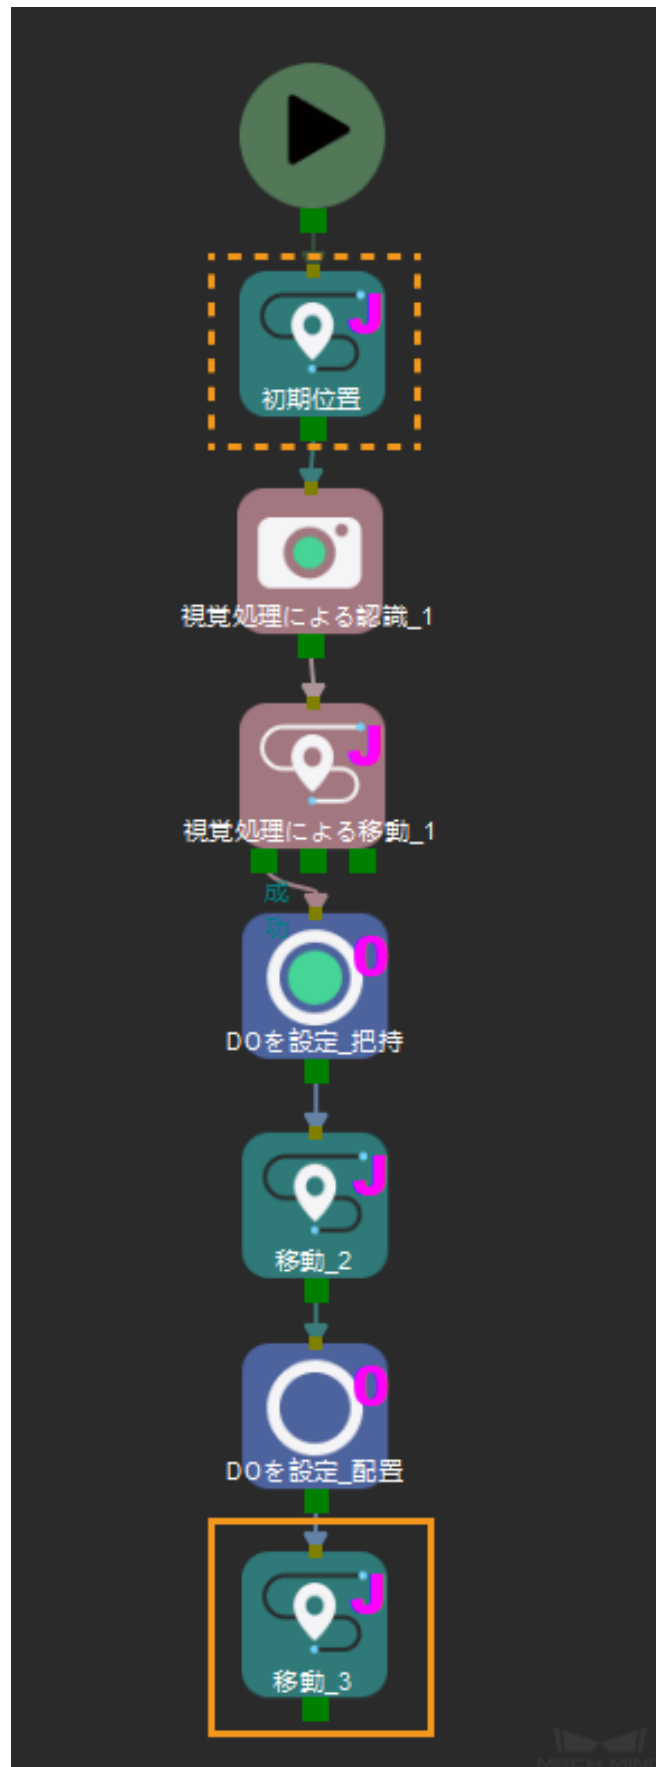 J
初期位置
視覚処理による認識_1
J
視覚処理による移動_1
成
功
O
DOを設定_把持
J
移動_2
O
DOを設定_配置
J
移動_3
MECH MIND